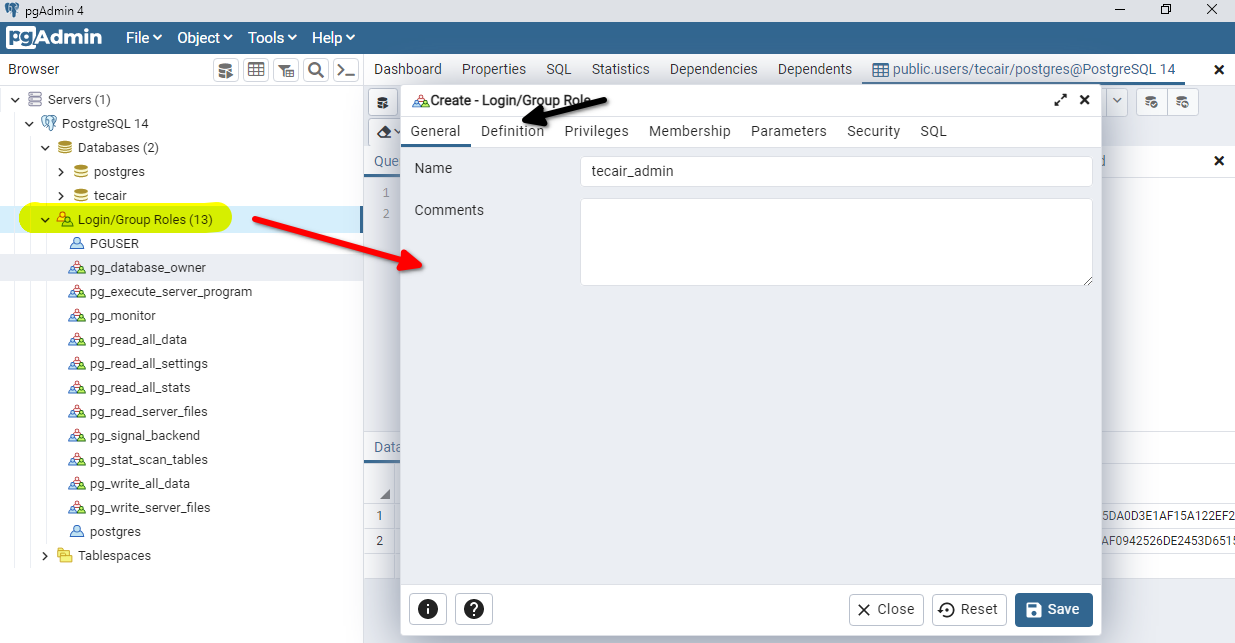 pgAdmin 4
pgAdmin File Object Tools Help
Browser
Dashboard Properties SQL Statistics Dependencies Dependents public.users/tecair/postgres@PostgreSQL 14
Servers (1)
PostgreSQL 14
Databases (2)
postgres
tecair
Login/Group Roles (13)
PGUSER
pg_database_owner
pg_execute_server_program
pg_monitor
pg_read_all_data
pg_read_all_settings
pg_read_all_stats
pg_read_server_files
pg_signal_backend
pg_stat_scan_tables
pg_write_all_data
pg_write_server_files
postgres
Tablespaces
Que
1
2
Data
1
2
Create - Login/Group Role
General Definition Privileges Membership Parameters Security SQL
Name tecair_admin
Comments
5DA0D3E1AF15A122EF2
AF0942526DE2453D6515
Close Reset Save